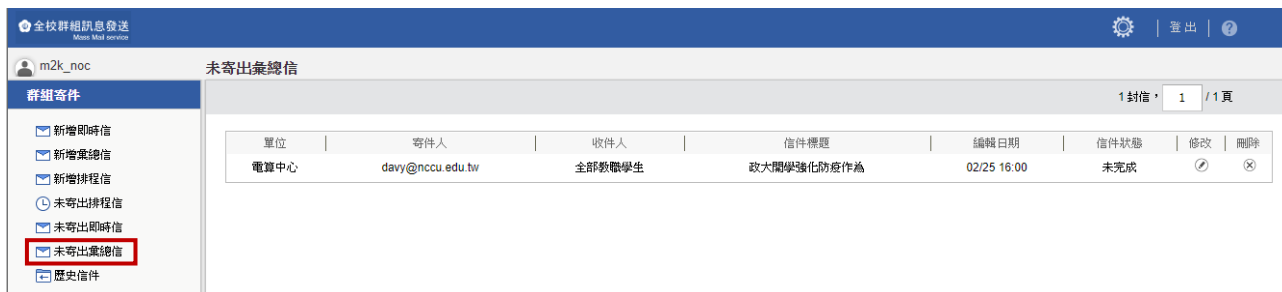 全校群組訊息發送
Mass Mail service
登出
m2k_noc
未寄出彙總信
群組寄件
1封信， 1 / 1頁
新增即時信
新增彙總信
新增排程信
未寄出排程信
未寄出即時信
未寄出彙總信
歷史信件
單位 寄件人 收件人 信件標題 編輯日期 信件狀態 修改 刪除
電算中心 davy@nccu.edu.tw 全部教職學生 政大開學強化防疫作為 02/25 16:00 未完成